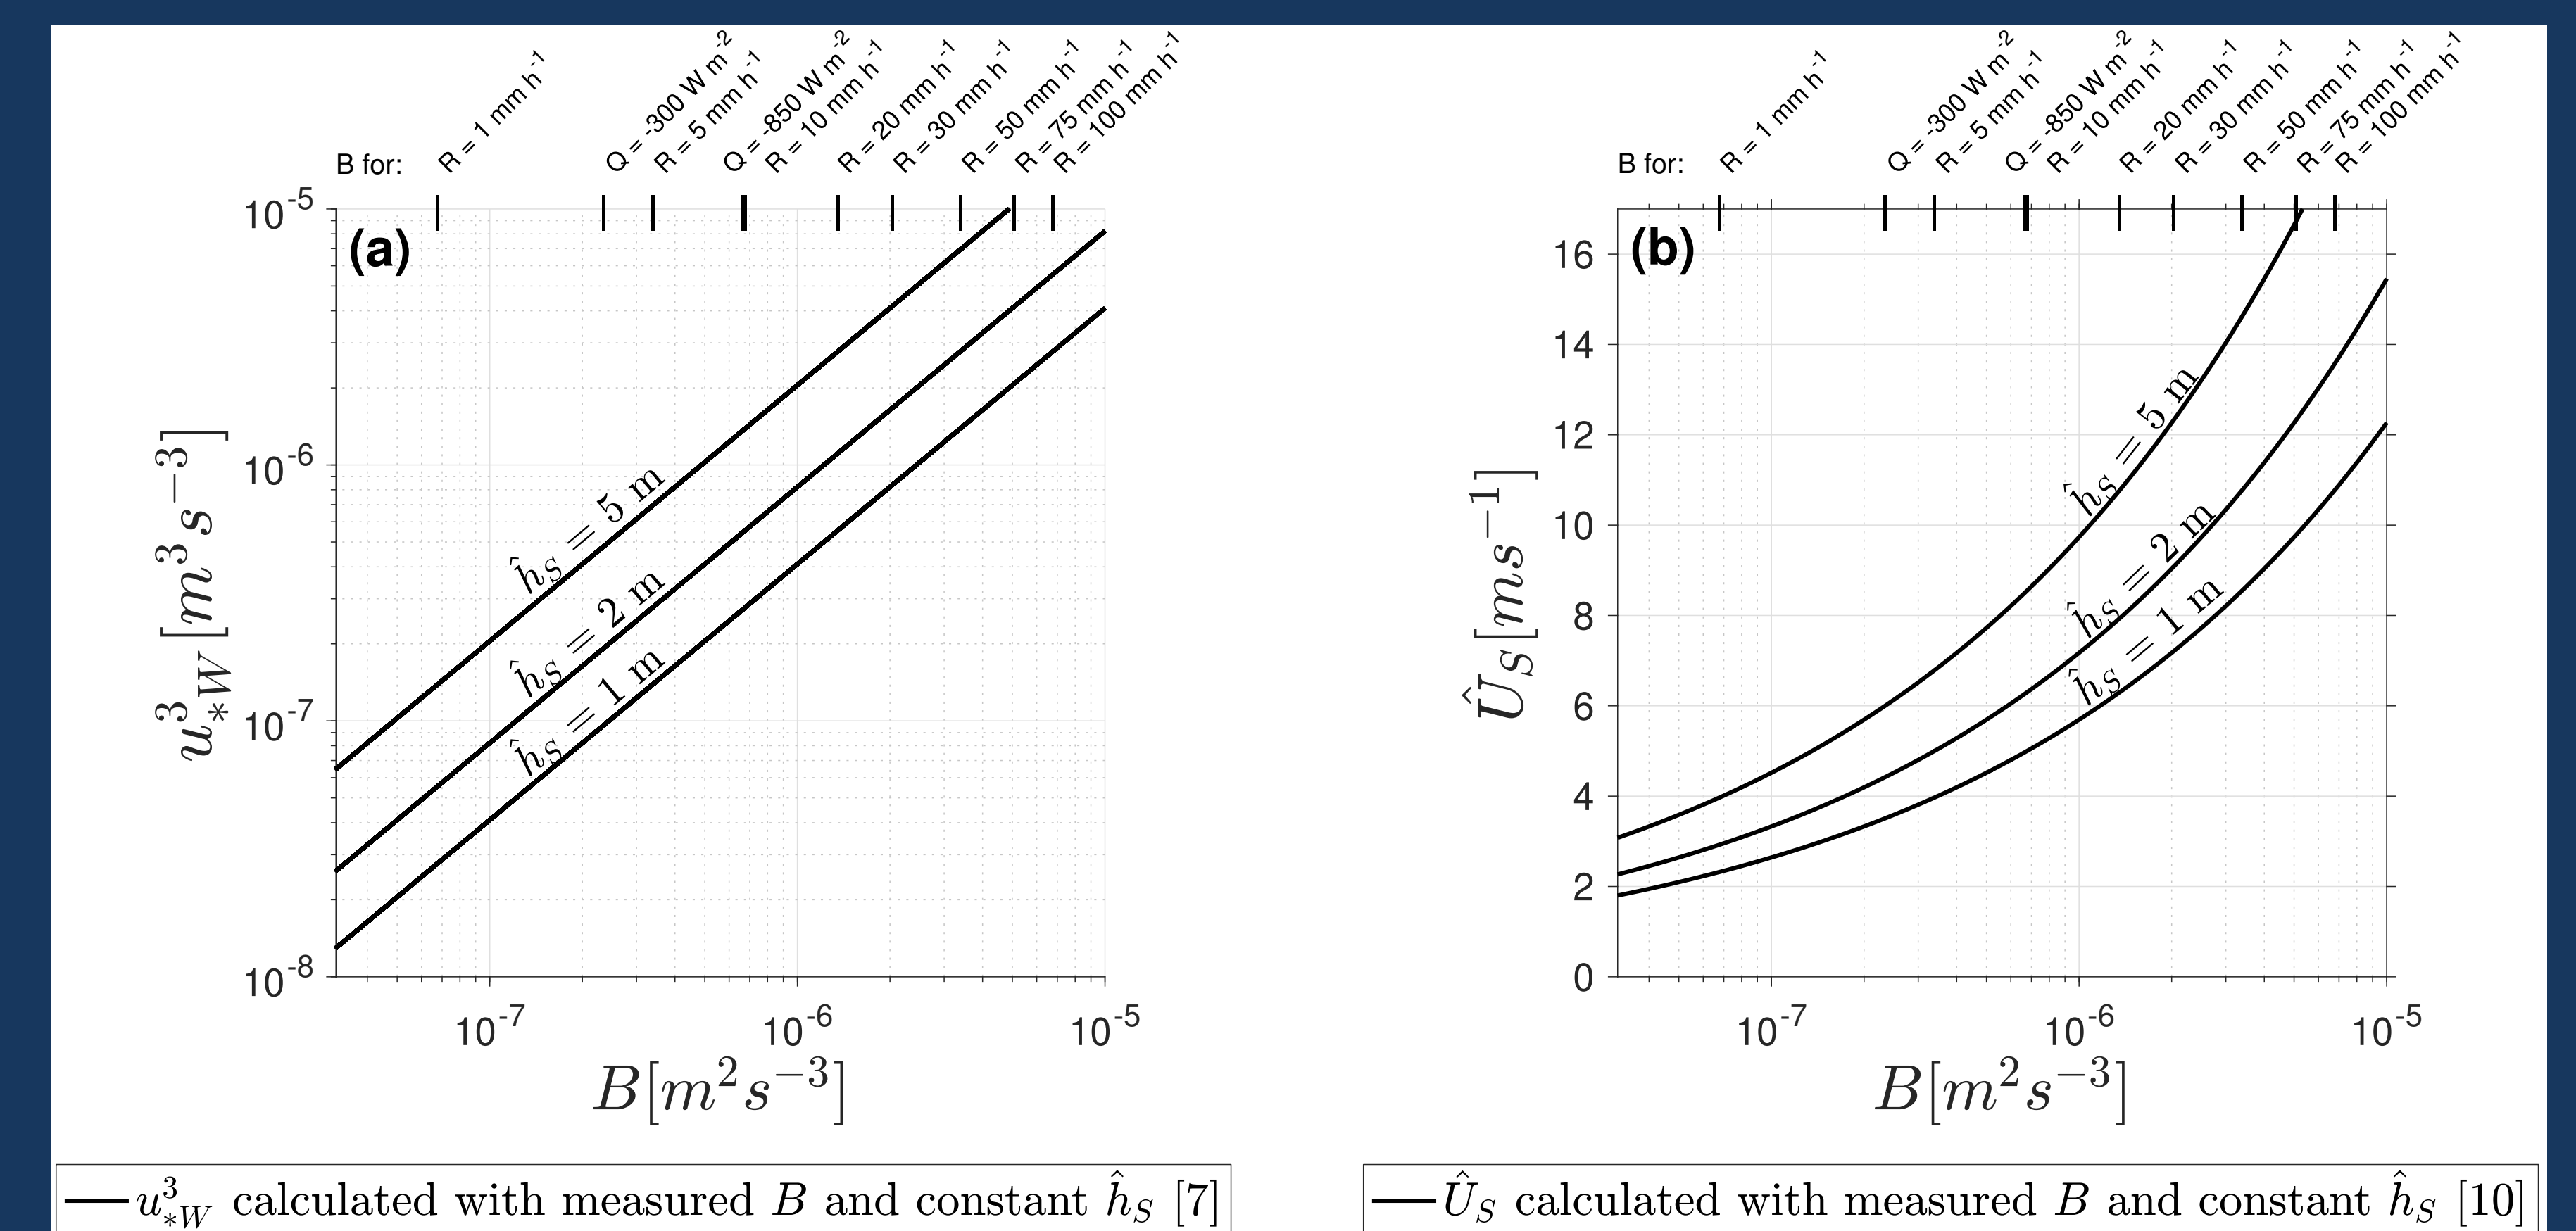 B for:
R = 1 mm h⁻¹
Q = -300 W m⁻²
R = 5 mm h⁻¹
Q = -850 W m⁻²
R = 10 mm h⁻¹
R = 20 mm h⁻¹
R = 30 mm h⁻¹
R = 50 mm h⁻¹
R = 75 mm h⁻¹
R = 100 mm h⁻¹
(a)
10⁻⁵
10⁻⁶
10⁻⁷
10⁻⁸
u³*W [m³s⁻³]
ĥS = 5 m
ĥS = 2 m
ĥS = 1 m
10⁻⁷ 10⁻⁶ 10⁻⁵
B[m²s⁻³]
u³*W calculated with measured B and constant ĥS [7]
B for:
R = 1 mm h⁻¹
Q = -300 W m⁻²
R = 5 mm h⁻¹
Q = -850 W m⁻²
R = 10 mm h⁻¹
R = 20 mm h⁻¹
R = 30 mm h⁻¹
R = 50 mm h⁻¹
R = 75 mm h⁻¹
R = 100 mm h⁻¹
(b)
16
14
12
10
8
6
4
2
0
ÛS[ms⁻¹]
ĥS = 5 m
ĥS = 2 m
ĥS = 1 m
10⁻⁷ 10⁻⁶ 10⁻⁵
B[m²s⁻³]
ÛS calculated with measured B and constant ĥS [10]